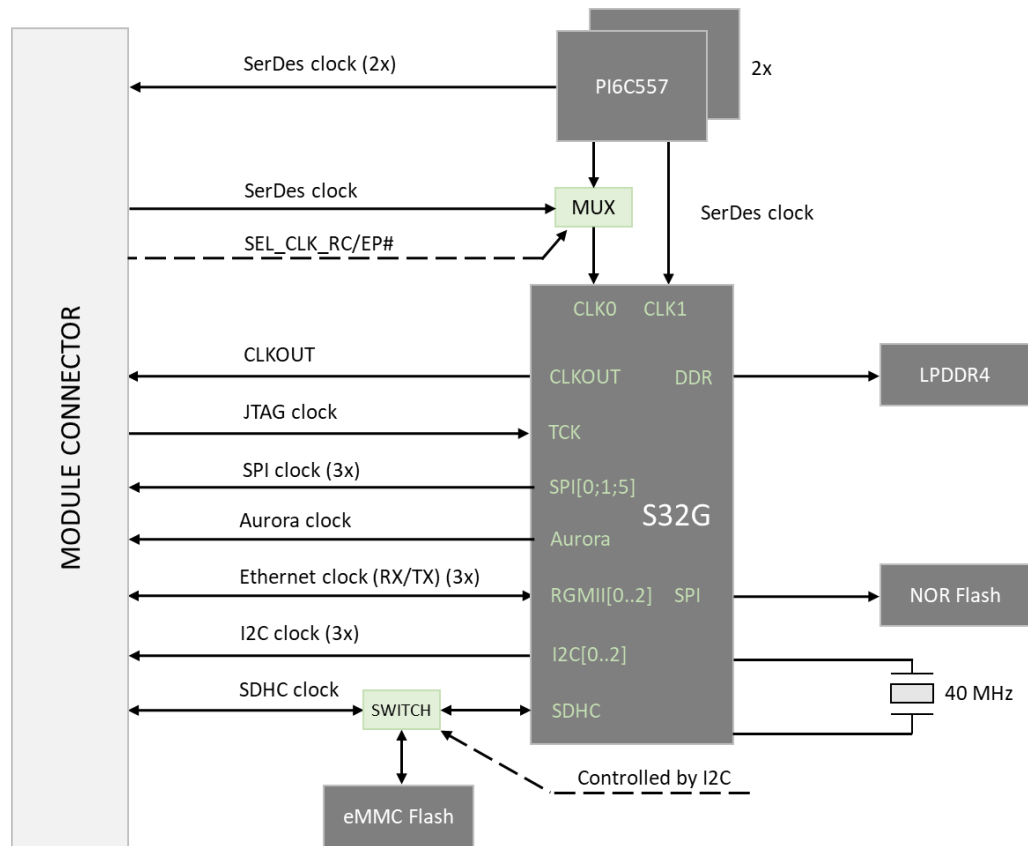 SerDes clock (2x)
PI6C557
2x
SerDes clock
MUX
SerDes clock
SEL_CLK_RC/EP#
CLK0
CLK1
MODULE CONNECTOR
CLKOUT
CLKOUT
DDR
LPDDR4
JTAG clock
TCK
SPI clock (3x)
SPI[0;1;5]
S32G
Aurora clock
Aurora
Ethernet clock (RX/TX) (3x)
RGMII[0..2]
SPI
NOR Flash
I2C clock (3x)
I2C[0..2]
SDHC clock
SWITCH
SDHC
40 MHz
Controlled by I2C
eMMC Flash